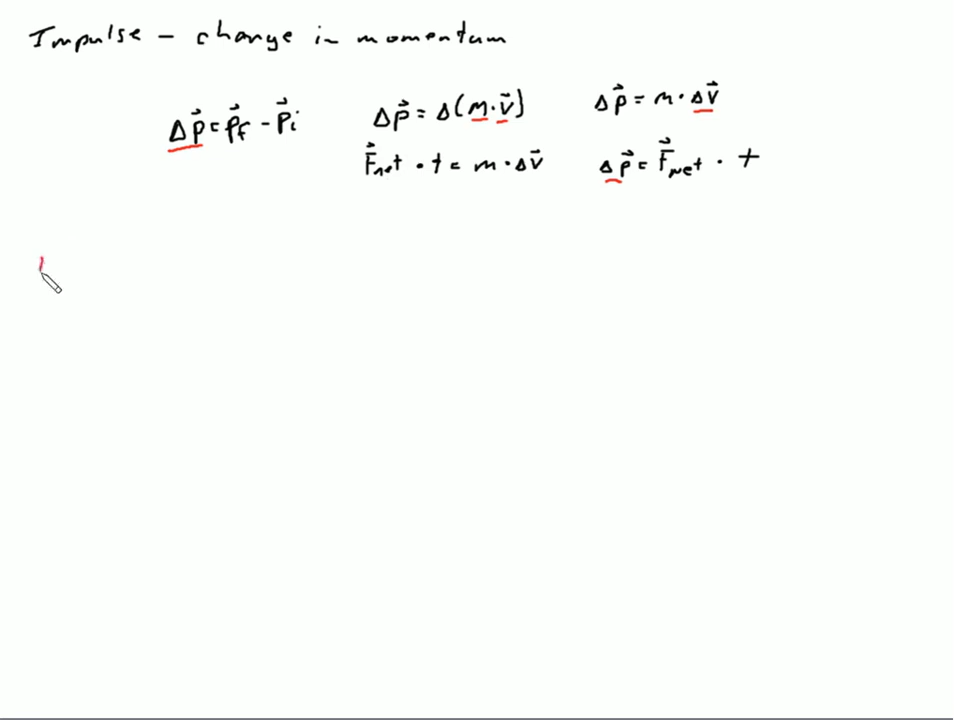 Impulse - change in momentum
Δp⃗ = p⃗f - p⃗i
Δp⃗ = Δ(m·v⃗)
Δp⃗ = m·Δv⃗
F⃗net · t = m·Δv⃗
Δp⃗ = F⃗net · t